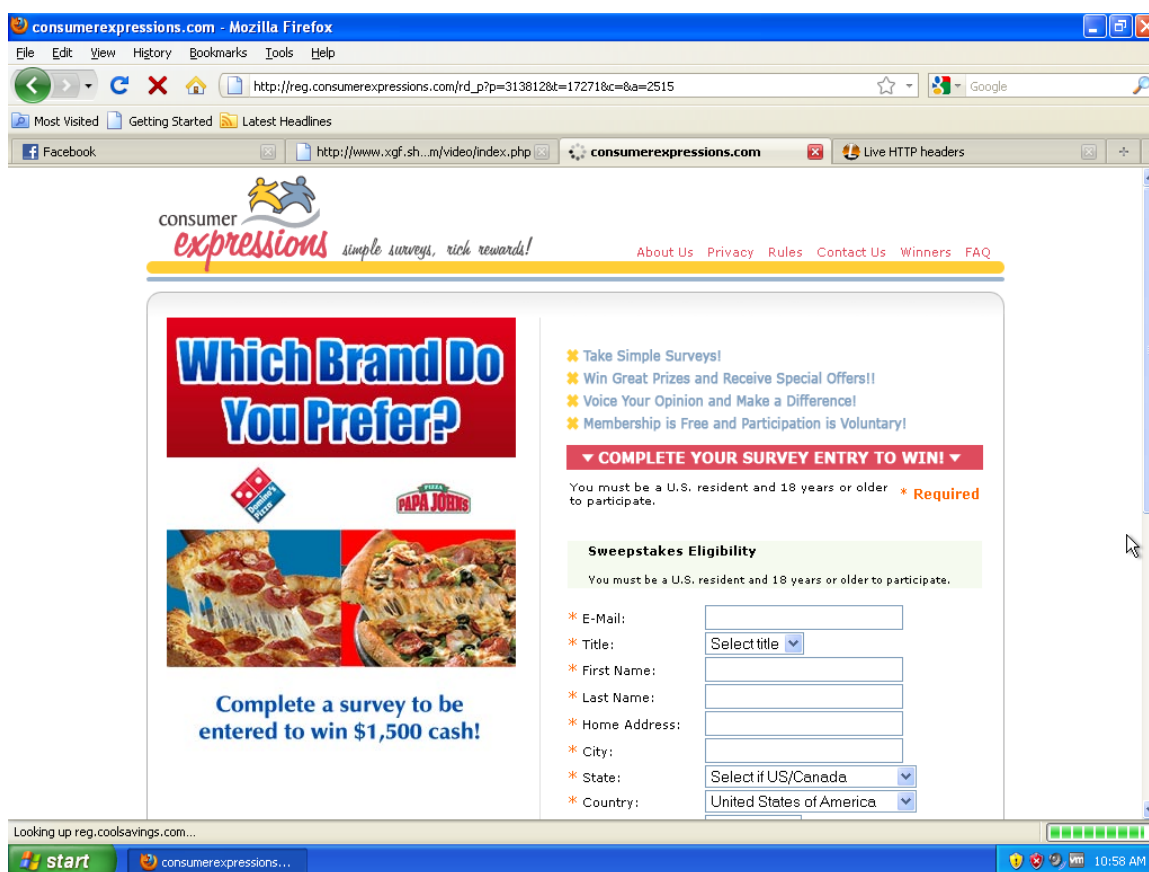 consumerexpressions.com - Mozilla Firefox
File Edit View History Bookmarks Tools Help
http://reg.consumerexpressions.com/rd_p?p=313812&t=17271&c=&a=2515
Google
Most Visited Getting Started Latest Headlines
Facebook http://www.xgf.sh...m/video/index.php consumerexpressions.com Live HTTP headers
consumer
expressions simple surveys, rich rewards!
About Us Privacy Rules Contact Us Winners FAQ
Which Brand Do
You Prefer?
Domino's
Pizza
PIZZA
PAPA JOHNS
Complete a survey to be
entered to win $1,500 cash!
Take Simple Surveys!
Win Great Prizes and Receive Special Offers!!
Voice Your Opinion and Make a Difference!
Membership is Free and Participation is Voluntary!
COMPLETE YOUR SURVEY ENTRY TO WIN!
You must be a U.S. resident and 18 years or older
to participate.
* Required
Sweepstakes Eligibility
You must be a U.S. resident and 18 years or older to participate.
* E-Mail:
* Title: Select title
* First Name:
* Last Name:
* Home Address:
* City:
* State: Select if US/Canada
* Country: United States of America
Looking up reg.coolsavings.com...
start consumerexpressions... 10:58 AM